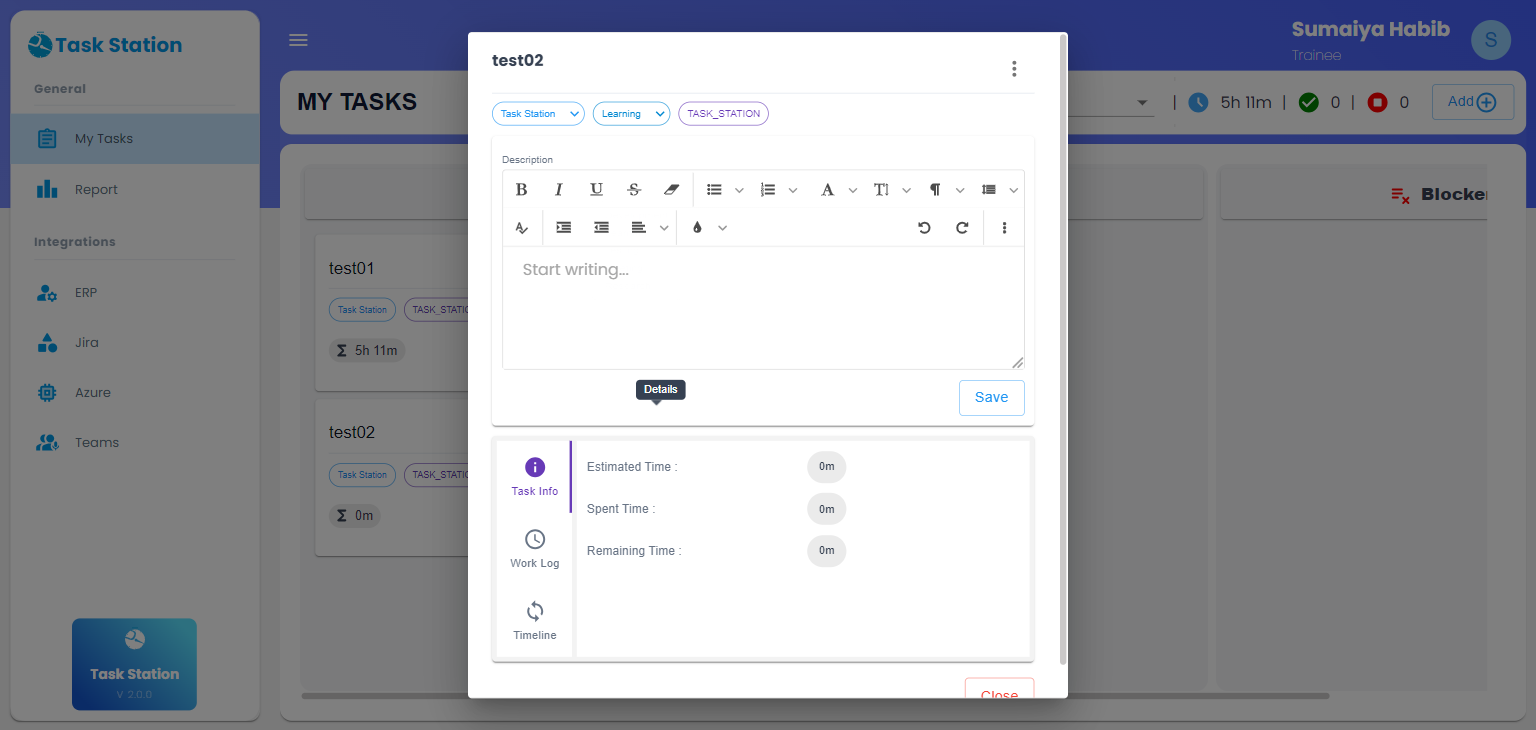 Task Station
General
My Tasks
Report
Integrations
ERP
Jira
Azure
Teams
Task Station
V 2.0.0
Sumaiya Habib
Trainee
S
MY TASKS
| 5h 11m | 0 | 0
Add
test01
Task Station TASK_STATIO
5h 11m
test02
Task Station TASK_STATIO
0m
Blocker
test02
Task Station Learning TASK_STATION
Description
Start writing...
Details
Save
Task Info
Work Log
Timeline
Estimated Time : 0m
Spent Time : 0m
Remaining Time : 0m
Close